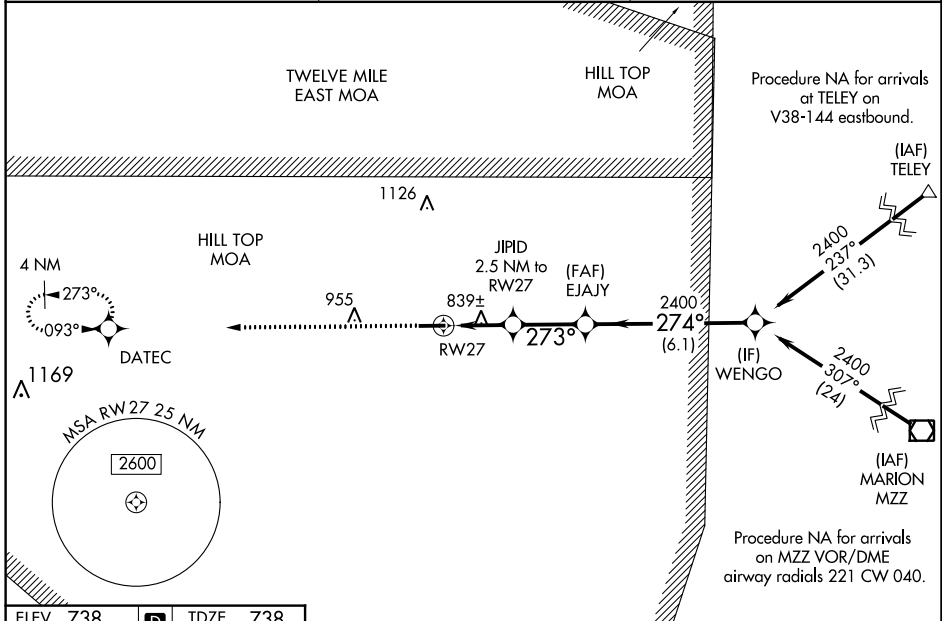 TWELVE MILE
EAST MOA
HILL TOP
MOA
Procedure NA for arrivals
at TELEY on
V38-144 eastbound.
(IAF)
TELEY
1126
HILL TOP
MOA
2400
237°
(31.3)
4 NM
273°
093°
DATEC
955
839±
JIPID
2.5 NM to
RW27
(FAF)
EJAJY
RW27
273°
2400
274°
(6.1)
(IF)
WENGO
2400
307°
(24)
1169
MSA RW27 25 NM
2600
(IAF)
MARION
MZZ
Procedure NA for arrivals
on MZZ VOR/DME
airway radials 221 CW 040.
ELEV 738 D TDZE 738